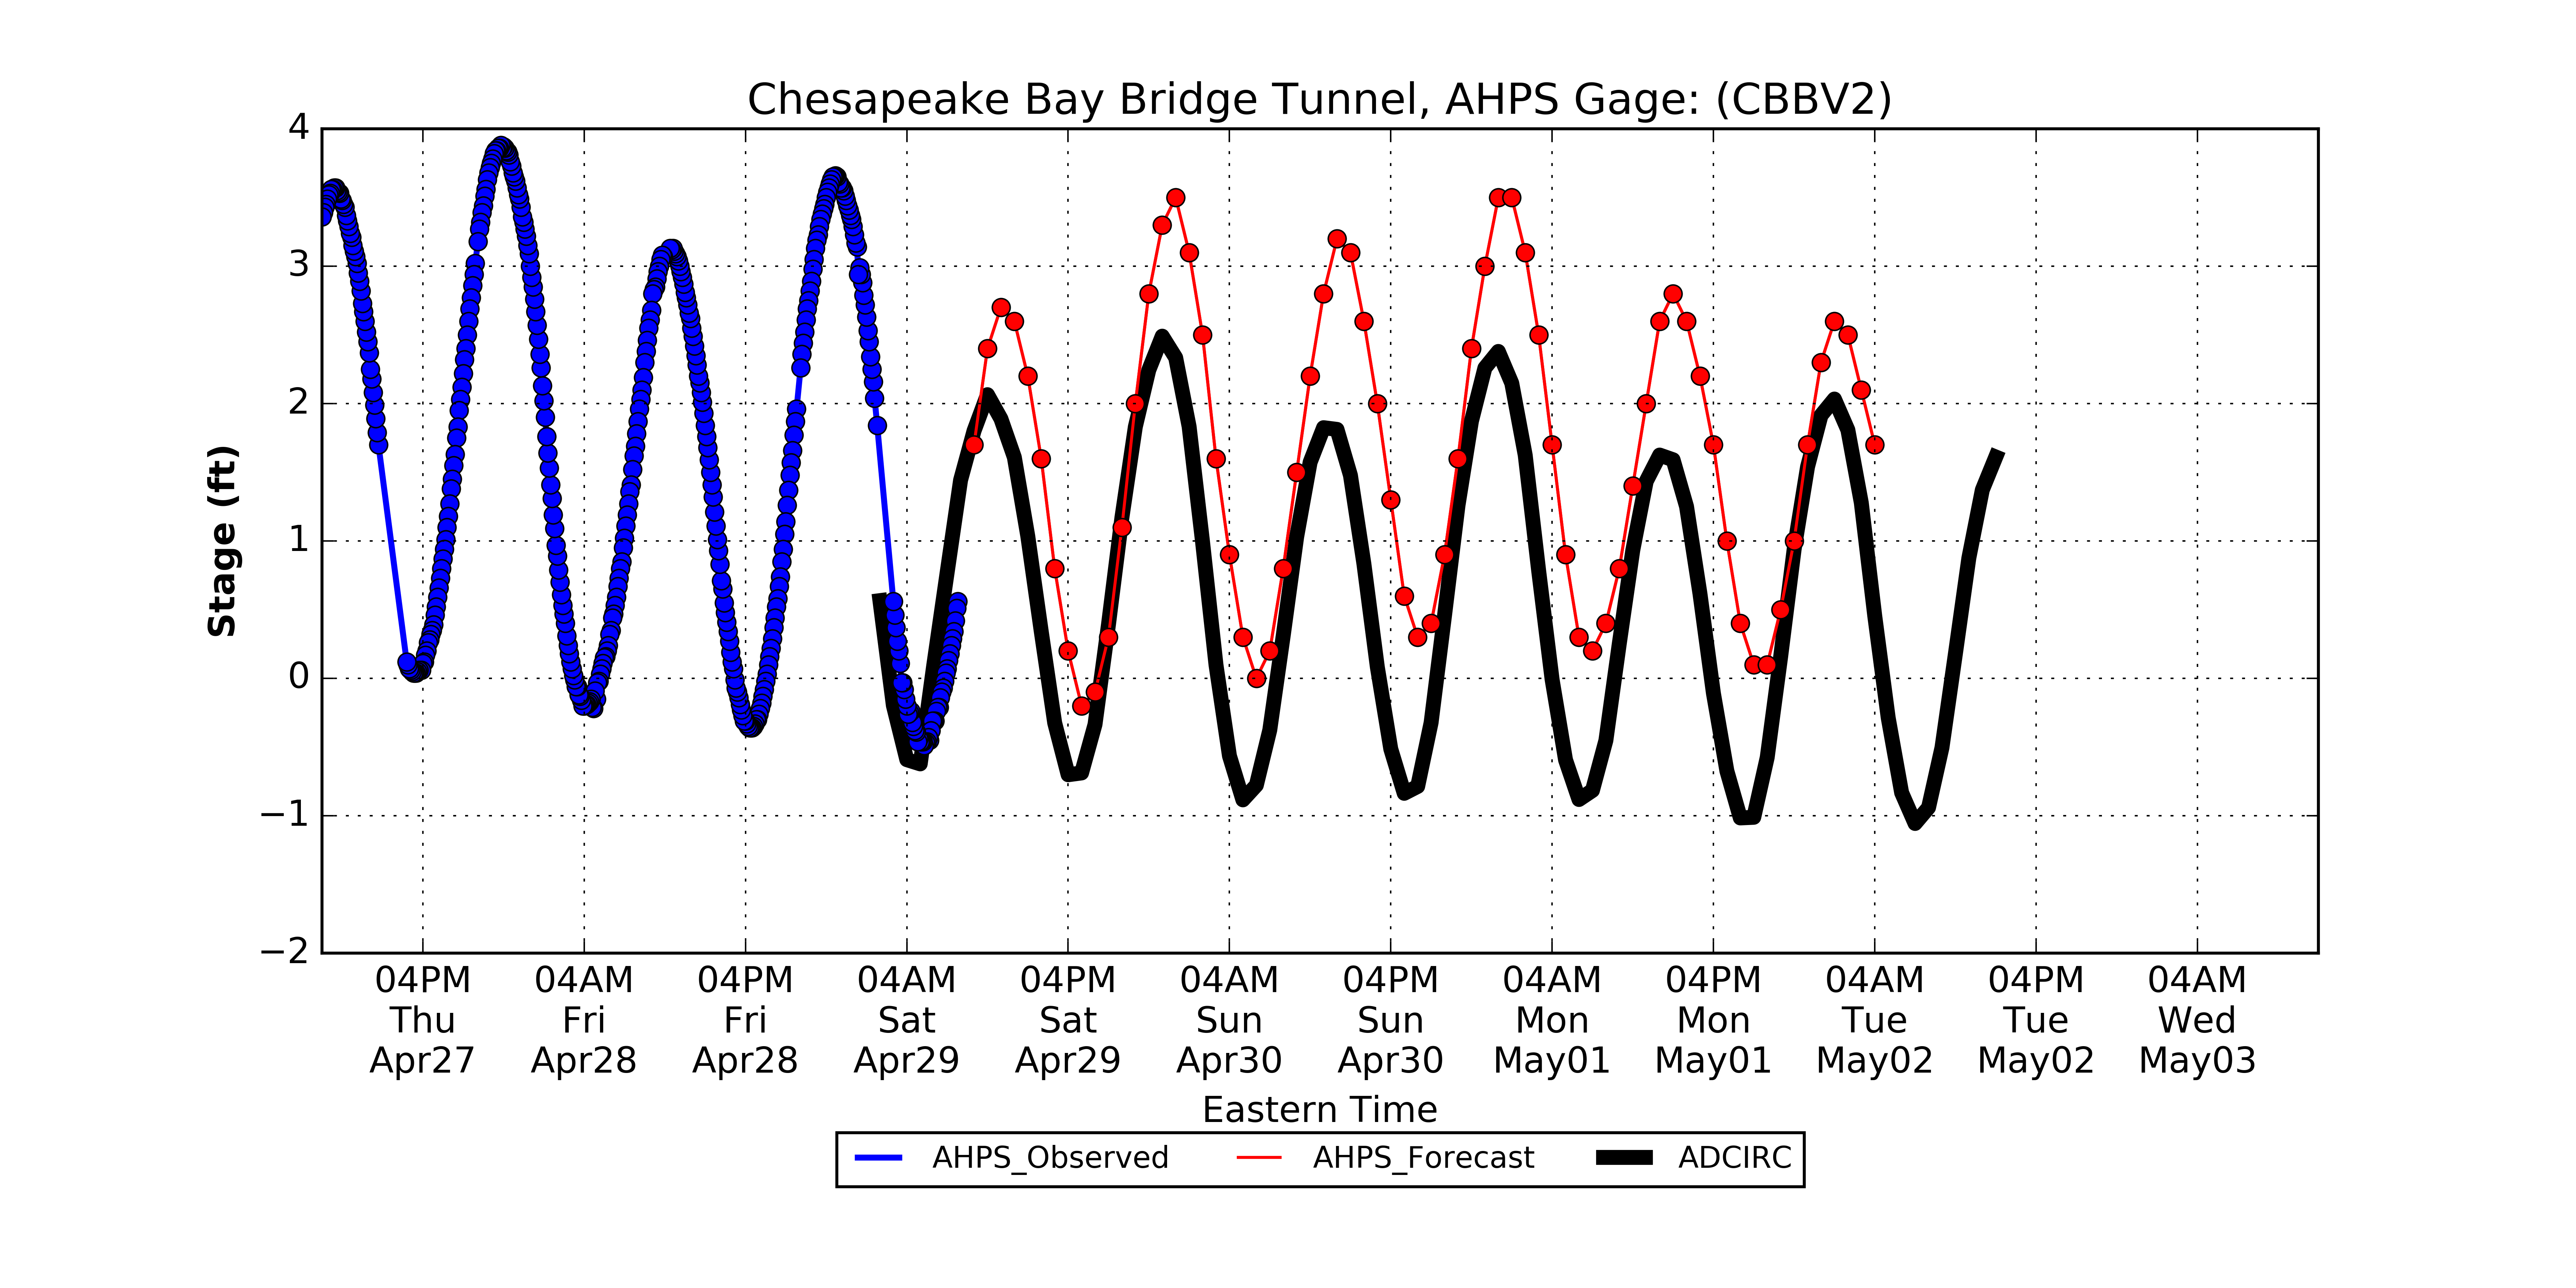 Chesapeake Bay Bridge Tunnel, AHPS Gage: (CBBV2)
4
3
2
1
0
−1
−2
Stage (ft)
04PM 04AM 04PM 04AM 04PM 04AM 04PM 04AM 04PM 04AM 04PM 04AM
Thu Fri Fri Sat Sat Sun Sun Mon Mon Tue Tue Wed
Apr27 Apr28 Apr28 Apr29 Apr29 Apr30 Apr30 May01 May01 May02 May02 May03
Eastern Time
AHPS_Observed AHPS_Forecast ADCIRC